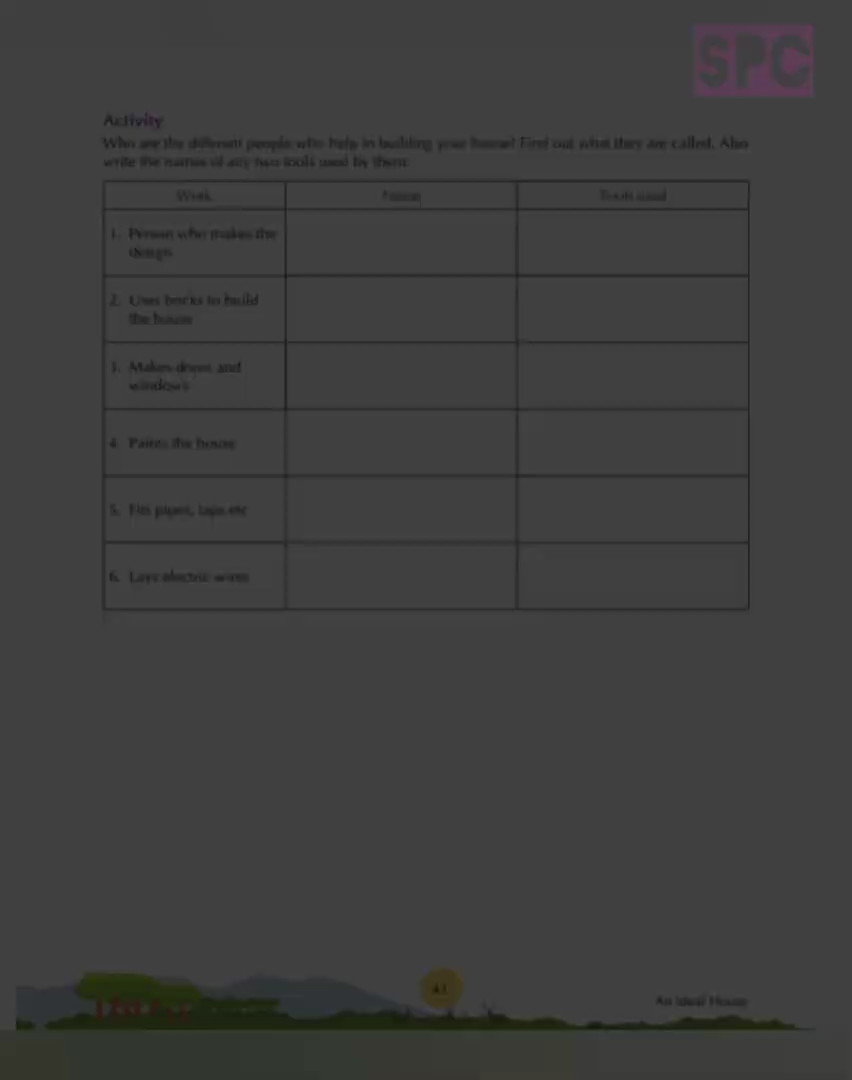 SPC
Activity
Who are the different people who help in building your house? Find out what they are called. Also
write the names of any two tools used by them.
Work Name Tools used
1. Person who makes the
design
2. Uses bricks to build
the house
3. Makes doors and
windows
4. Paints the house
5. Fits pipes, taps etc
6. Lays electric wires
41
An Ideal House